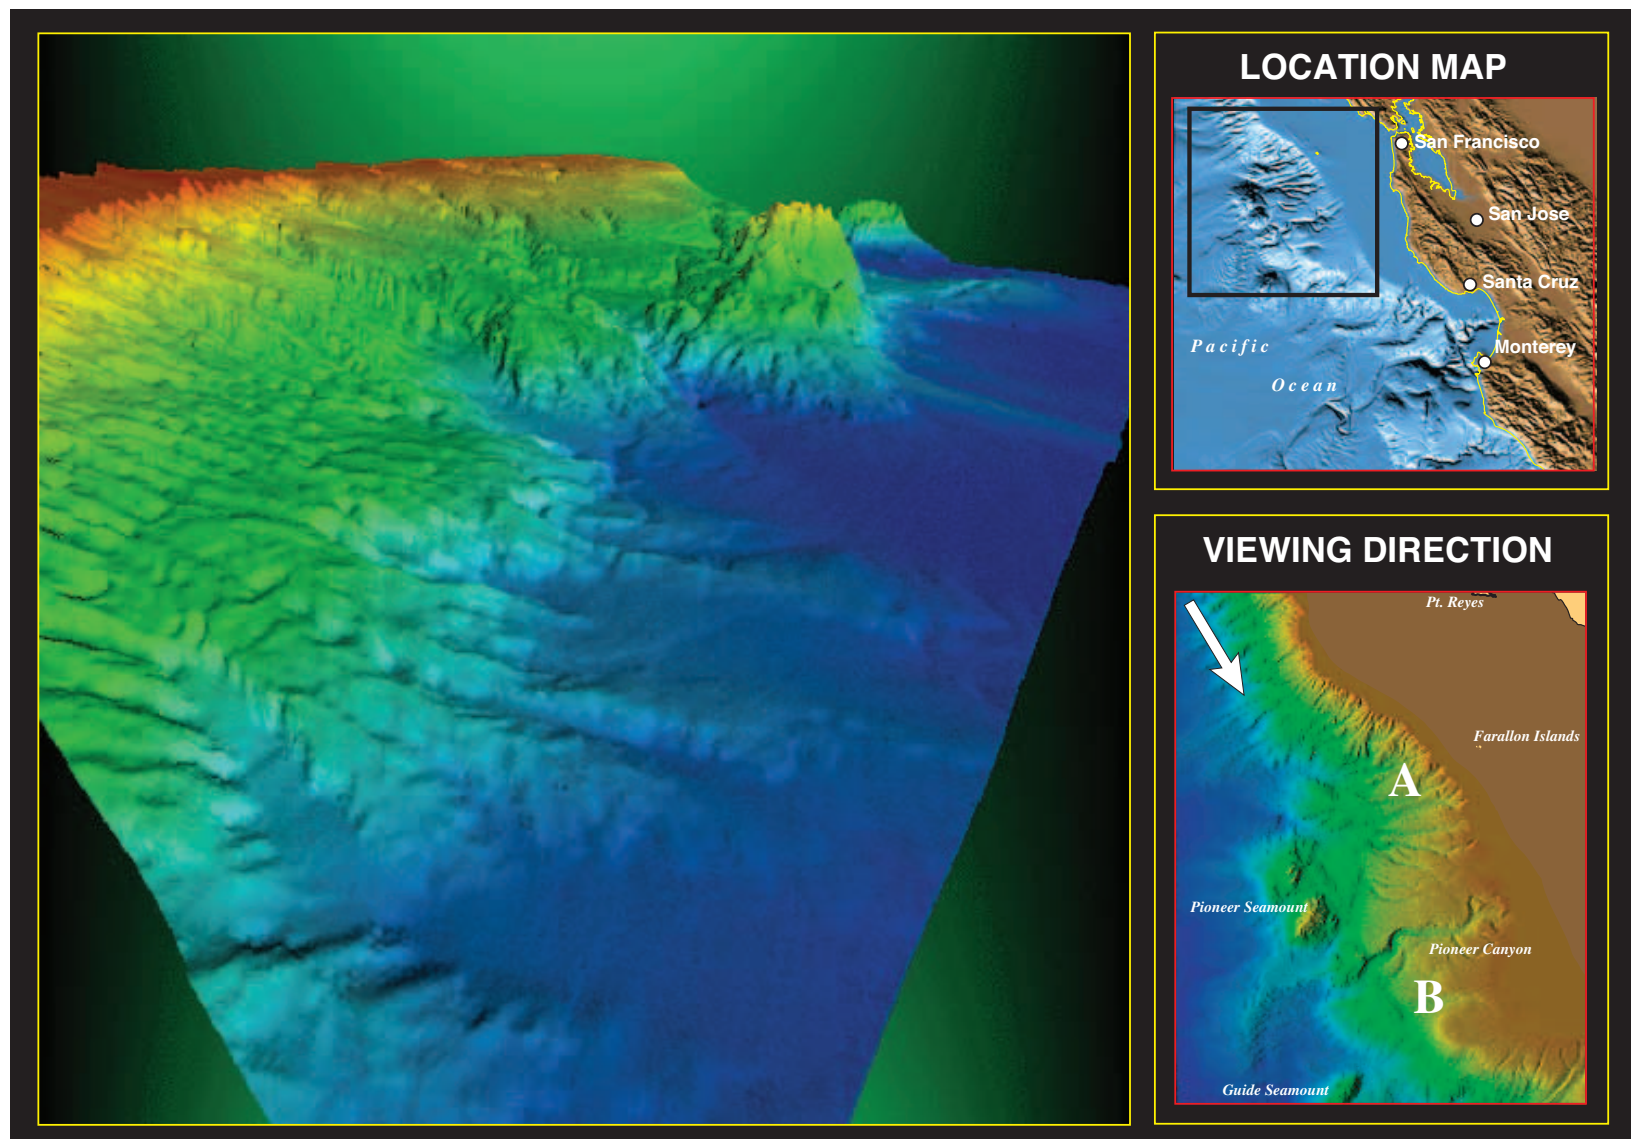 LOCATION MAP
San Francisco
San Jose
Santa Cruz
Pacific
Monterey
Ocean
VIEWING DIRECTION
Pt. Reyes
Farallon Islands
A
Pioneer Seamount
Pioneer Canyon
B
Guide Seamount